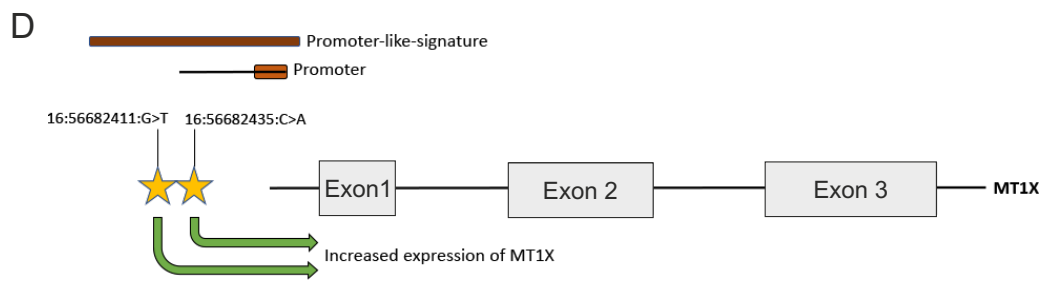 D
Promoter-like-signature
Promoter
16:56682411:G>T 16:56682435:C>A
Exon1 Exon 2 Exon 3 MT1X
Increased expression of MT1X